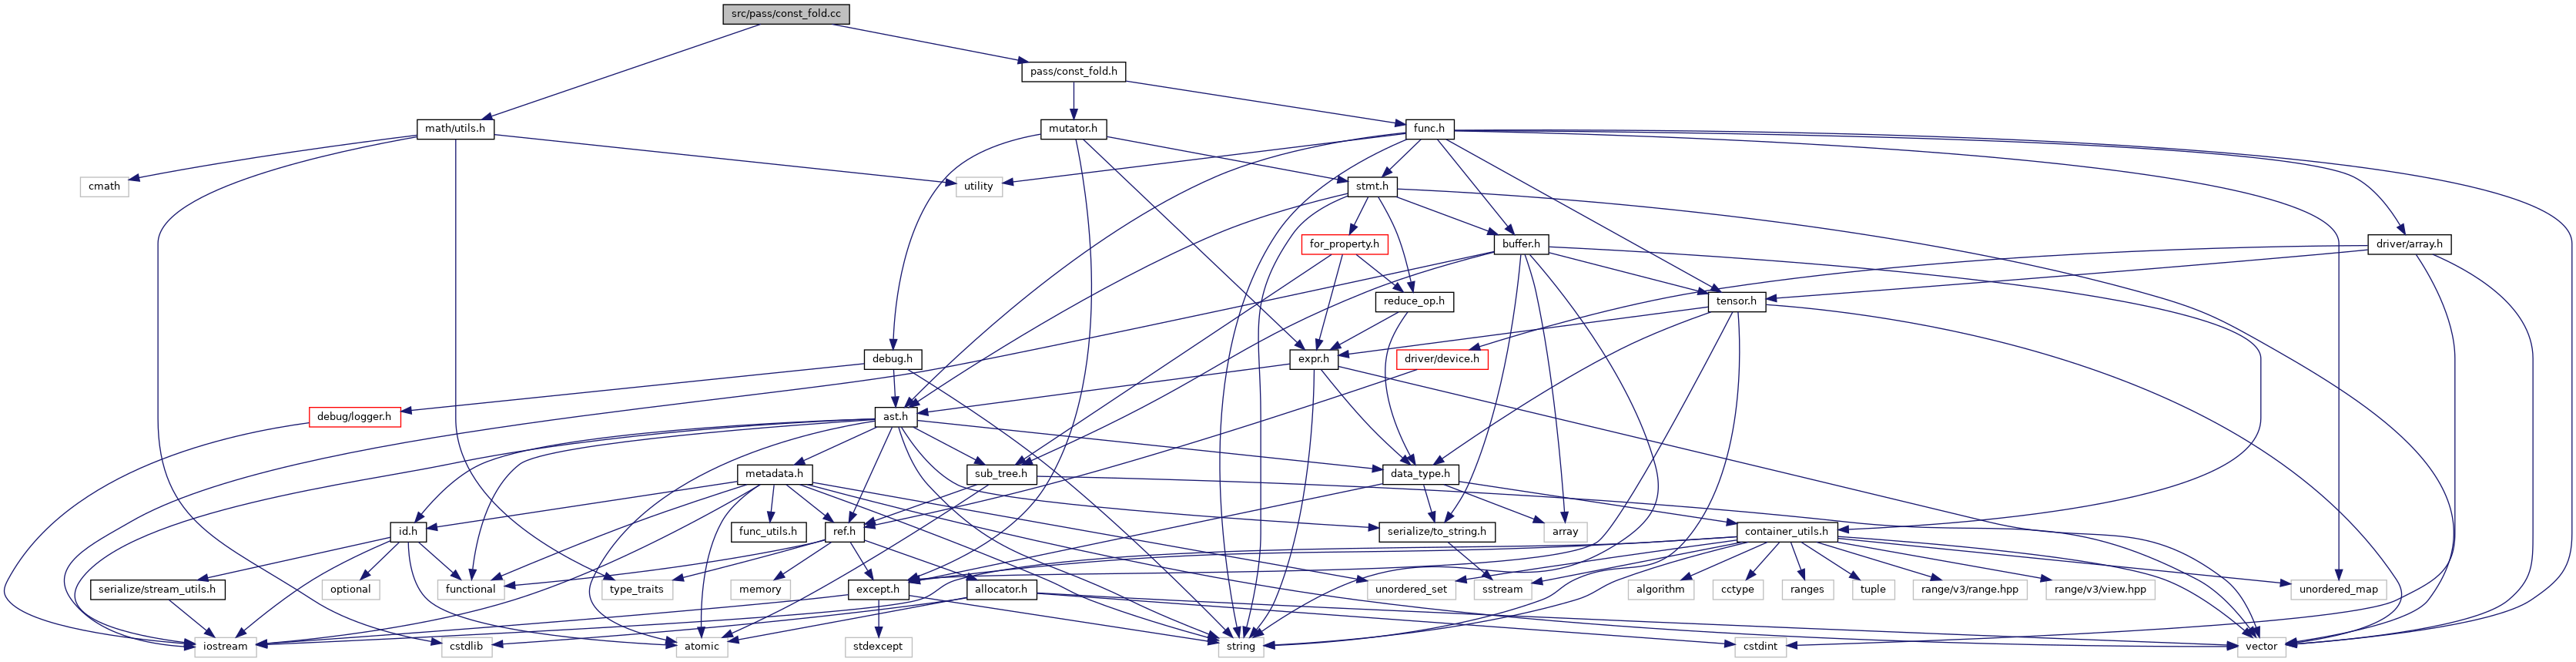 src/pass/const_fold.cc
pass/const_fold.h
math/utils.h
mutator.h
func.h
cmath
utility
stmt.h
for_property.h
buffer.h
driver/array.h
reduce_op.h
tensor.h
debug.h
expr.h
driver/device.h
debug/logger.h
ast.h
metadata.h
sub_tree.h
data_type.h
id.h
func_utils.h
ref.h
serialize/to_string.h
array
container_utils.h
serialize/stream_utils.h
optional
functional
type_traits
memory
except.h
allocator.h
unordered_set
sstream
algorithm
cctype
ranges
tuple
range/v3/range.hpp
range/v3/view.hpp
unordered_map
iostream
cstdlib
atomic
stdexcept
string
cstdint
vector